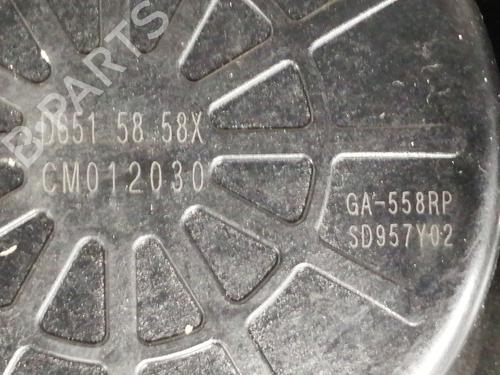 B-PARTS
D651 58 58X
CM012030
GA-558RP
SD957Y02